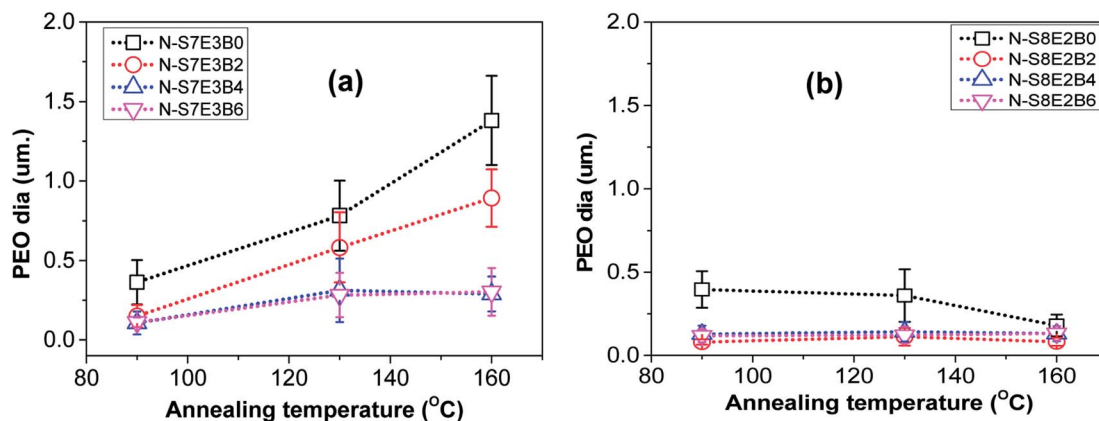 2.0
N-S7E3B0
N-S7E3B2
N-S7E3B4
N-S7E3B6
(a)
1.5
1.0
0.5
0.0
PEO dia (um.)
80 100 120 140 160
Annealing temperature (ºC)
2.0
N-S8E2B0
N-S8E2B2
N-S8E2B4
N-S8E2B6
(b)
1.5
1.0
0.5
0.0
PEO dia (um.)
80 100 120 140 160
Annealing temperature (ºC)